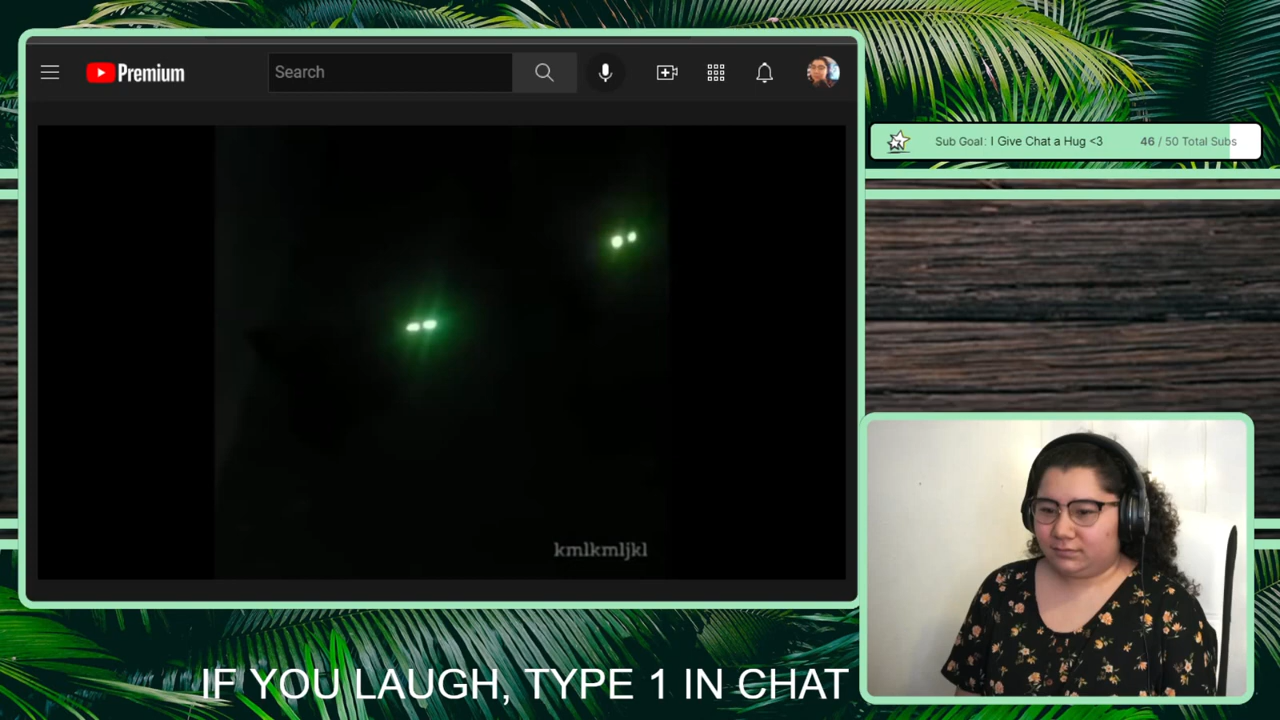 Premium
Search
Sub Goal: I Give Chat a Hug <3 46 / 50 Total Subs
kmlkmljkl
IF YOU LAUGH, TYPE 1 IN CHAT